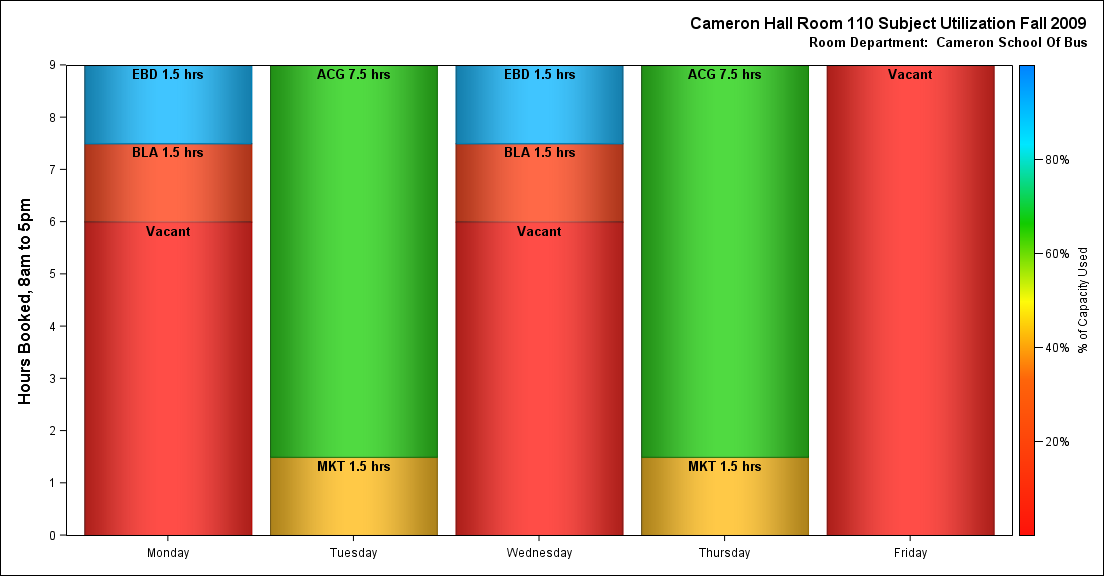 Cameron Hall Room 110 Subject Utilization Fall 2009
Room Department:  Cameron School Of Bus
Hours Booked, 8am to 5pm
9
8
7
6
5
4
3
2
1
0
EBD 1.5 hrs
BLA 1.5 hrs
Vacant
ACG 7.5 hrs
MKT 1.5 hrs
EBD 1.5 hrs
BLA 1.5 hrs
Vacant
ACG 7.5 hrs
MKT 1.5 hrs
Vacant
Monday
Tuesday
Wednesday
Thursday
Friday
80%
60%
40%
20%
% of Capacity Used